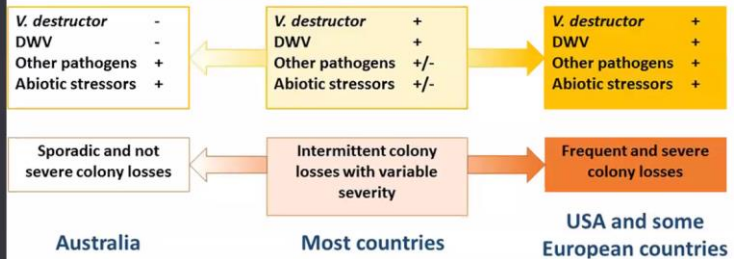 V. destructor -
DWV -
Other pathogens +
Abiotic stressors +
V. destructor +
DWV +
Other pathogens +/-
Abiotic stressors +/-
V. destructor +
DWV +
Other pathogens +
Abiotic stressors +
Sporadic and not
severe colony losses
Intermittent colony
losses with variable
severity
Frequent and severe
colony losses
Australia
Most countries
USA and some
European countries